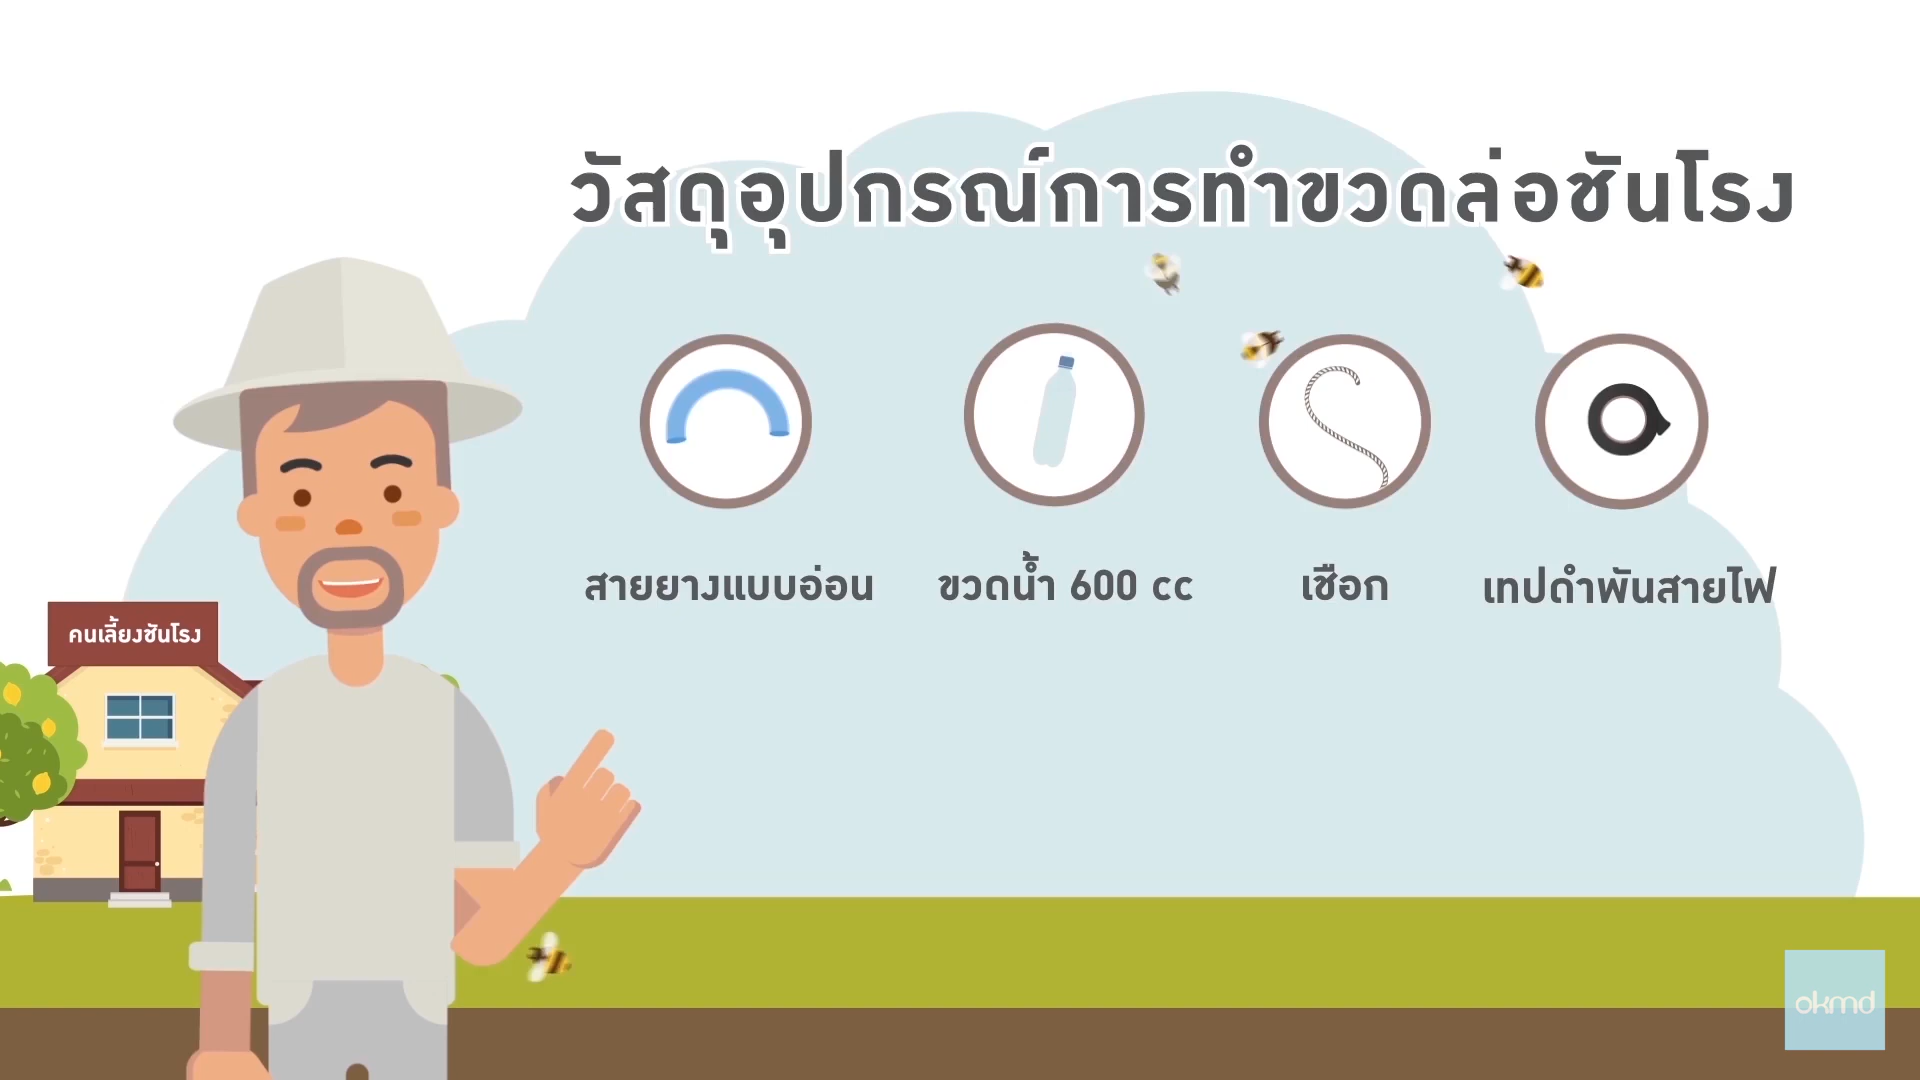 วัสดุอุปกรณ์การทำขวดล่อชันโรง
สายยางแบบอ่อน
ขวดน้ำ 600 cc
เชือก
เทปดำพันสายไฟ
คนเลี้ยงชันโรง
okmd